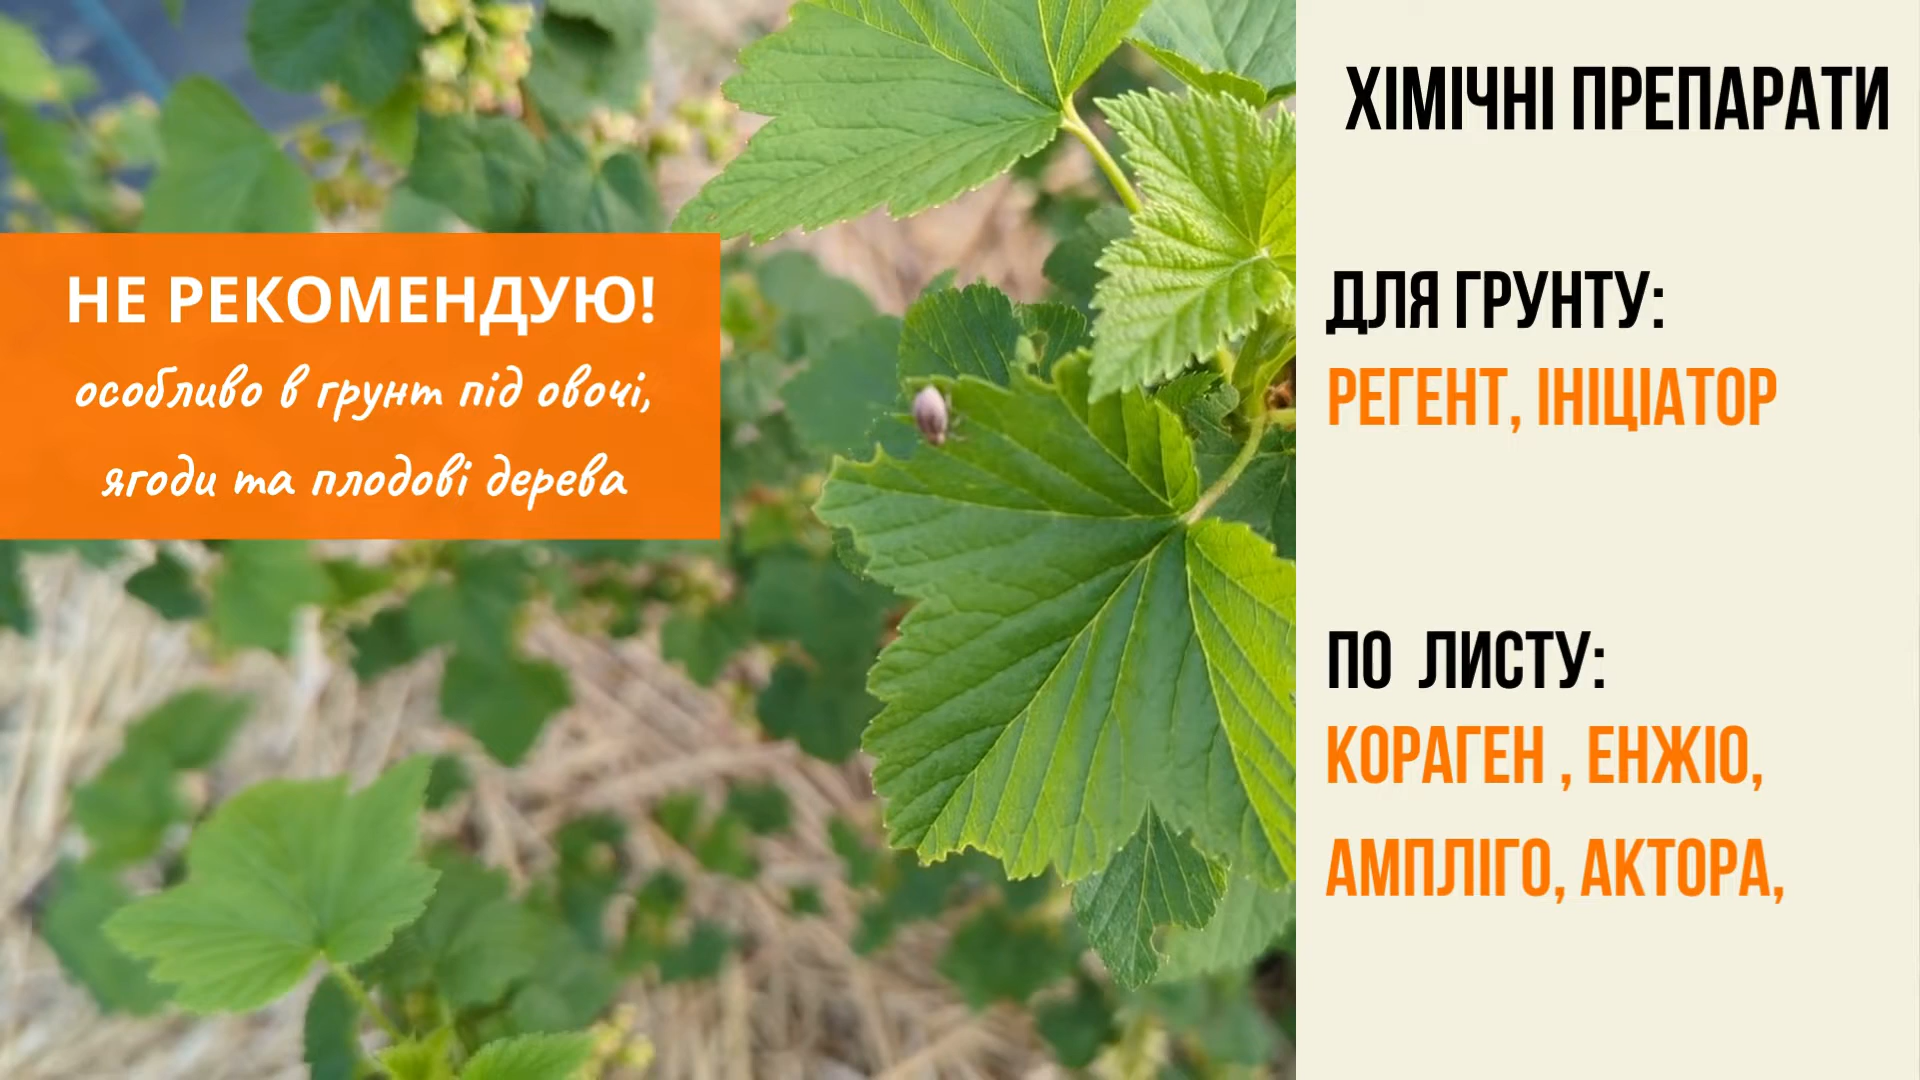 НЕ РЕКОМЕНДУЮ!
особливо в грунт під овочі,
ягоди та плодові дерева
ХІМІЧНІ ПРЕПАРАТИ
ДЛЯ ГРУНТУ:
РЕГЕНТ, ІНІЦІАТОР
ПО ЛИСТУ:
КОРАГЕН , ЕНЖІО,
АМПЛІГО, АКТОРА,